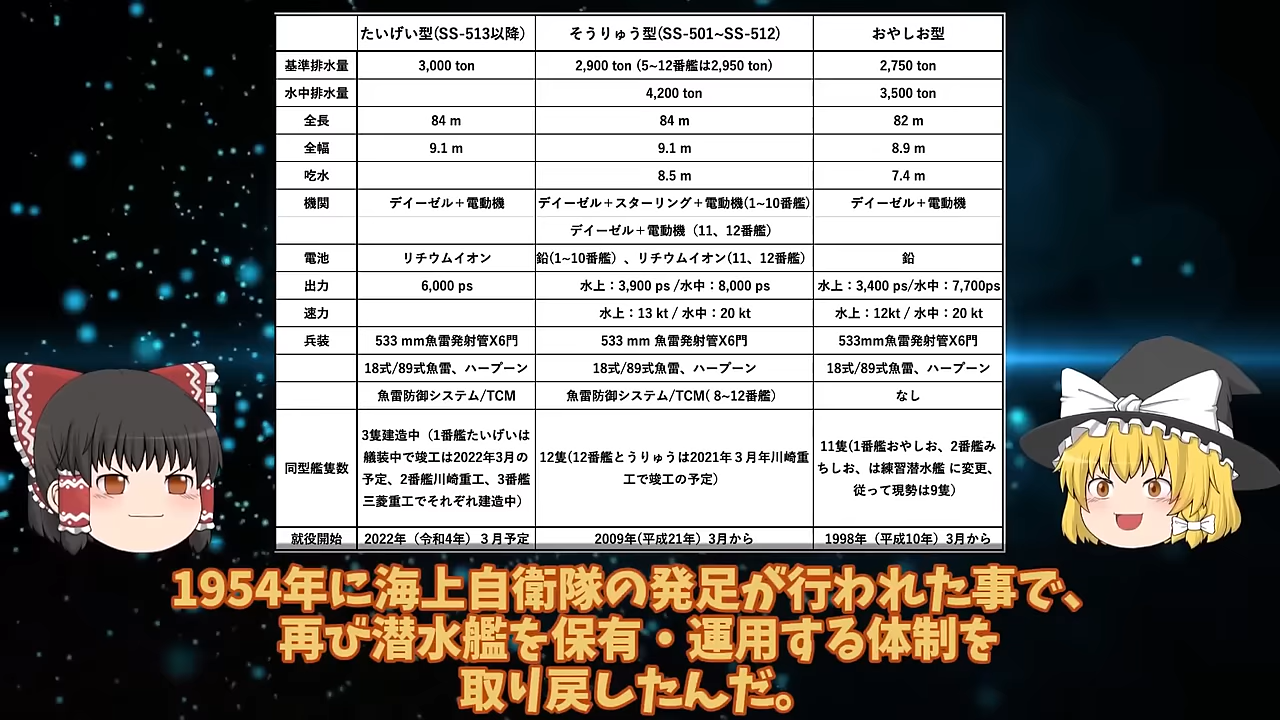 たいげい型(SS-513以降) そうりゅう型(SS-501~SS-512) おやしお型
基準排水量 3,000 ton 2,900 ton (5~12番艦は2,950 ton) 2,750 ton
水中排水量 4,200 ton 3,500 ton
全長 84 m 84 m 82 m
全幅 9.1 m 9.1 m 8.9 m
吃水 8.5 m 7.4 m
機関 デイーゼル＋電動機 デイーゼル＋スターリング＋電動機(1~10番艦) デイーゼル＋電動機
デイーゼル＋電動機（11、12番艦）
電池 リチウムイオン 鉛(1~10番艦）、リチウムイオン(11、12番艦） 鉛
出力 6,000 ps 水上：3,900 ps /水中：8,000 ps 水上：3,400 ps/水中：7,700ps
速力 水上：13 kt / 水中：20 kt 水上：12kt / 水中：20 kt
兵装 533 mm魚雷発射管X6門 533 mm 魚雷発射管X6門 533mm魚雷発射管X6門
18式/89式魚雷、ハープーン 18式/89式魚雷、ハープーン 18式/89式魚雷、ハープーン
魚雷防御システム/TCM 魚雷防御システム/TCM( 8~12番艦） なし
同型艦隻数
3隻建造中（1番艦たいげいは
艤装中で竣工は2022年3月の
予定、2番艦川崎重工、3番艦
三菱重工でそれぞれ建造中）
12隻(12番艦とうりゅうは2021年３月年川崎重
工で竣工の予定）
11隻(1番艦おやしお、2番艦み
ちしお、は練習潜水艦 に変更、
従って現勢は9隻）
就役開始 2022年（令和4年）３月予定 2009年(平成21年）3月から 1998年（平成10年）3月から
1954年に海上自衛隊の発足が行われた事で、
再び潜水艦を保有・運用する体制を
取り戻したんだ。